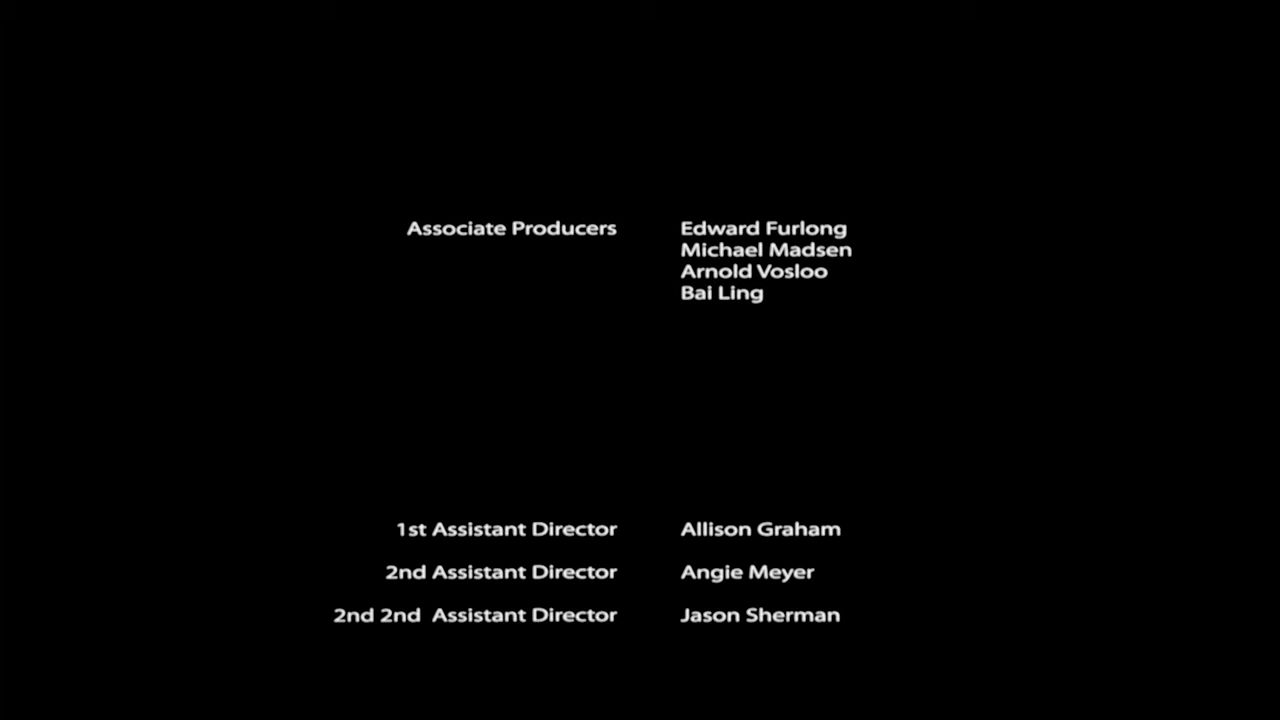 Associate Producers Edward Furlong
Michael Madsen
Arnold Vosloo
Bai Ling
1st Assistant Director Allison Graham
2nd Assistant Director Angie Meyer
2nd 2nd Assistant Director Jason Sherman